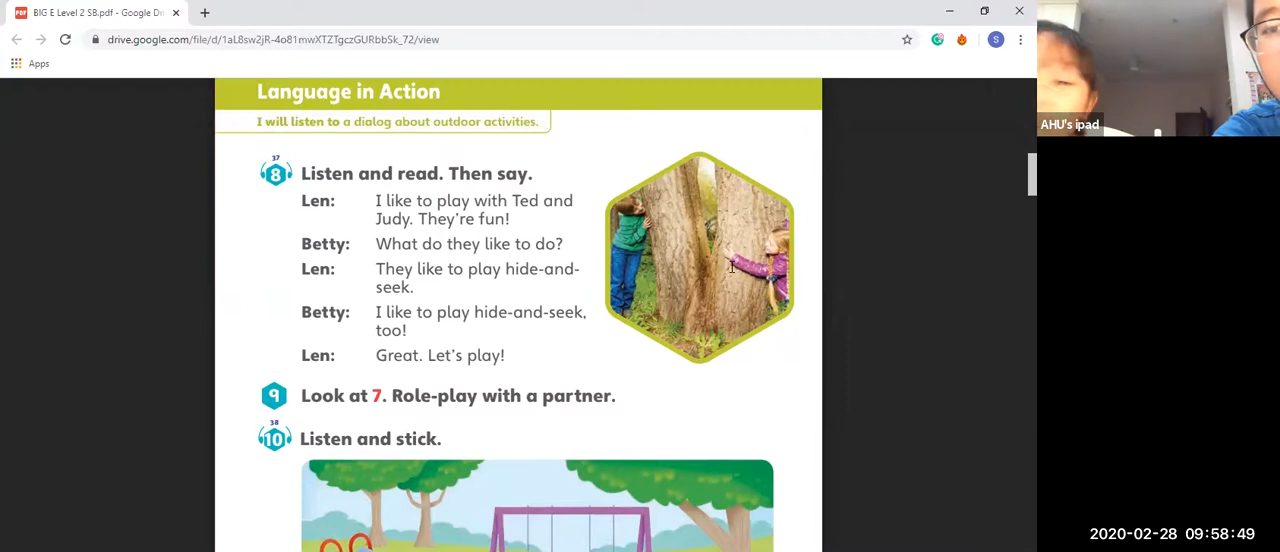 BIG E Level 2 S8.pdf - Google Dr
drive.google.com/file/d/1aL8sw2jR-4o81mwXTZTgczGURbbSk_72/view
S
Apps
AHU's ipad
Language in Action
I will listen to a dialog about outdoor activities.
37
8 Listen and read. Then say.
Len: I like to play with Ted and
Judy. They're fun!
Betty: What do they like to do?
Len: They like to play hide-and-
seek.
Betty: I like to play hide-and-seek,
too!
Len: Great. Let's play!
9 Look at 7. Role-play with a partner.
38
10 Listen and stick.
2020-02-28 09:58:49